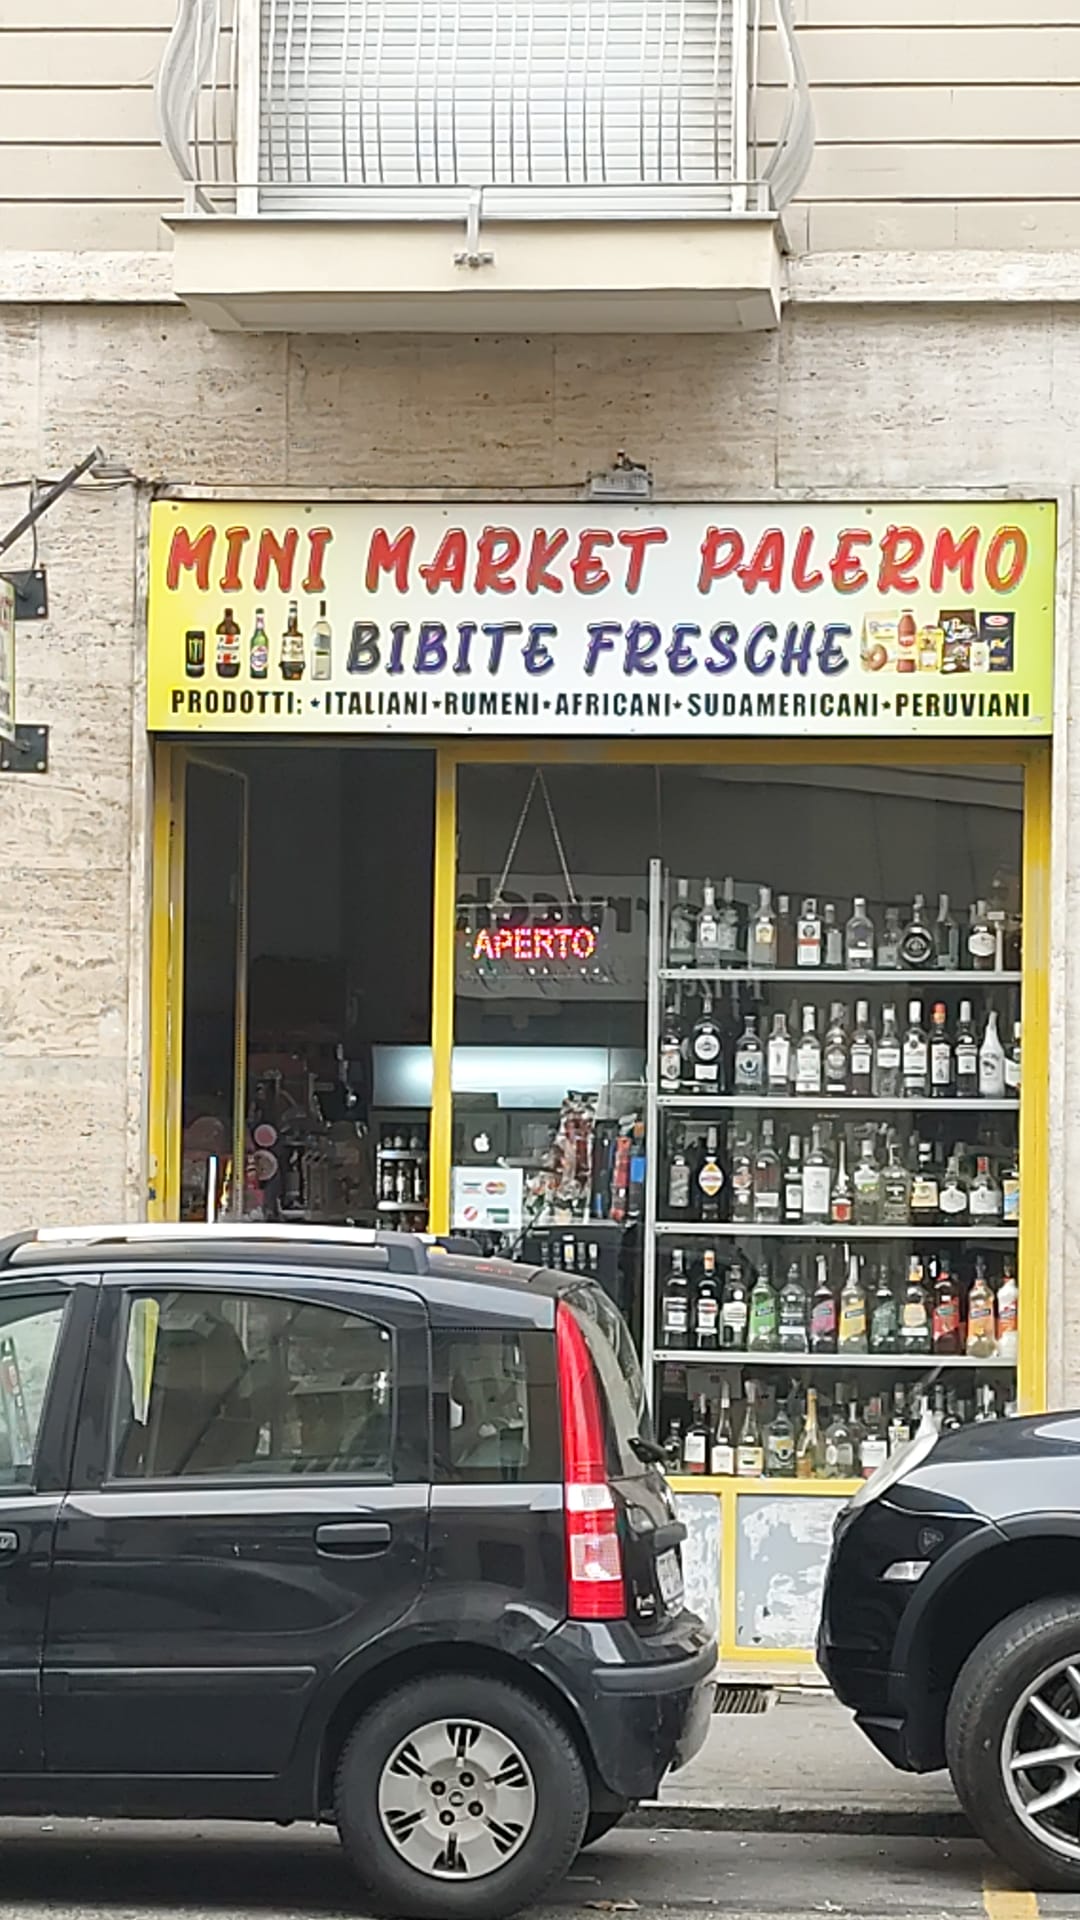 MINI MARKET PALERMO
BIBITE FRESCHE
PRODOTTI: *ITALIANI*RUMENI*AFRICANI*SUDAMERICANI*PERUVIANI
APERTO